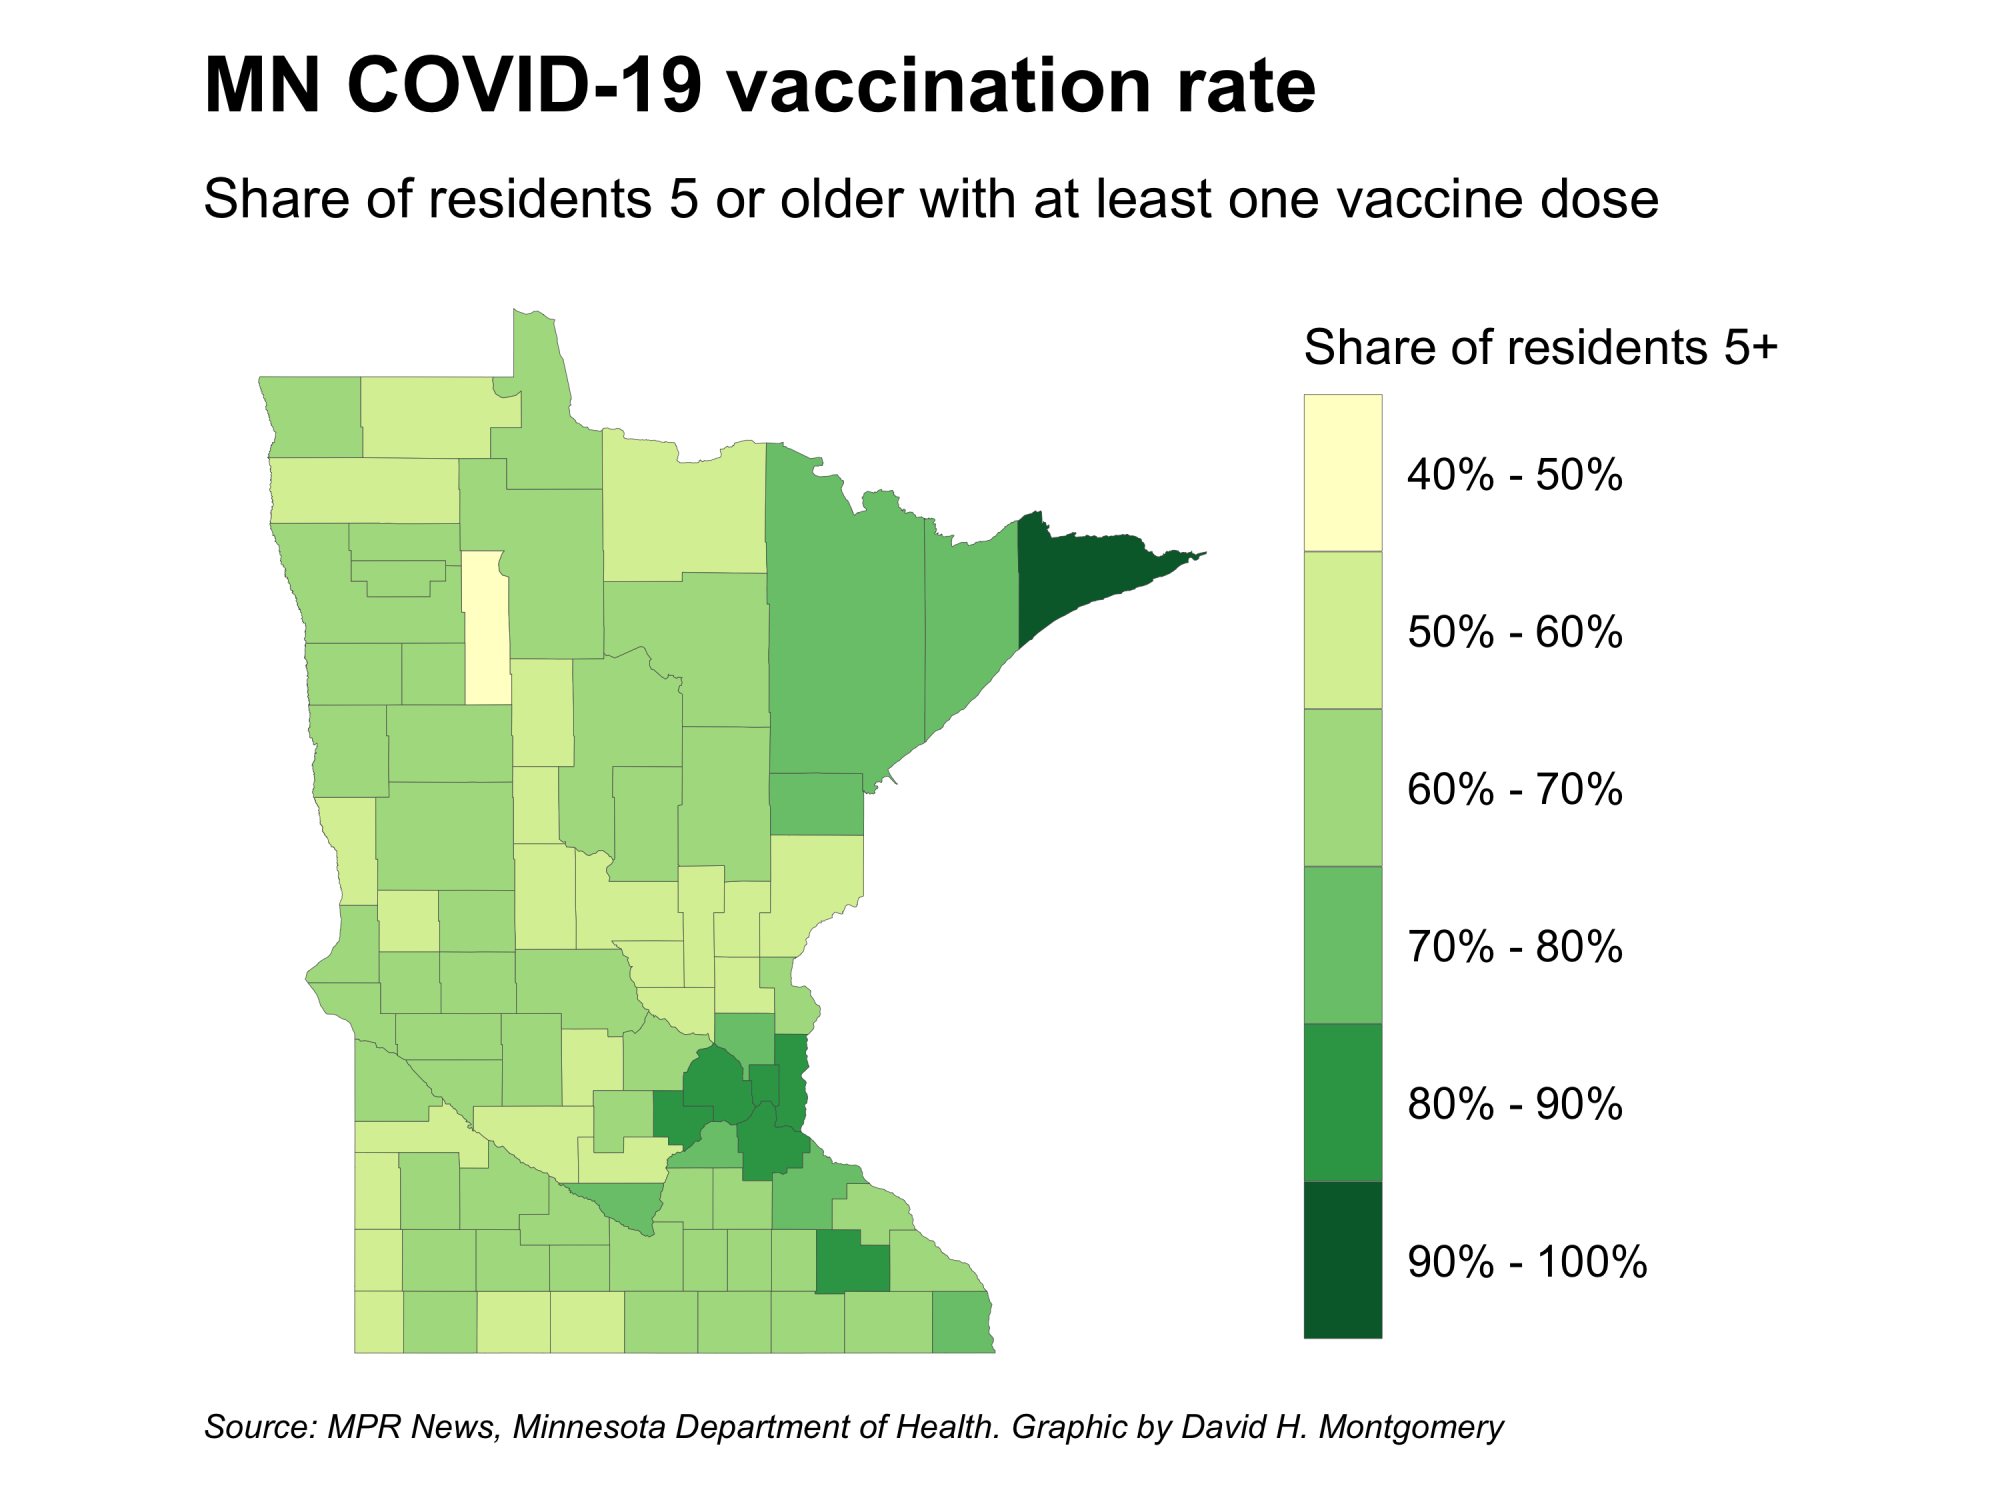 MN COVID-19 vaccination rate
Share of residents 5 or older with at least one vaccine dose
Share of residents 5+
40% - 50%
50% - 60%
60% - 70%
70% - 80%
80% - 90%
90% - 100%
Source: MPR News, Minnesota Department of Health. Graphic by David H. Montgomery